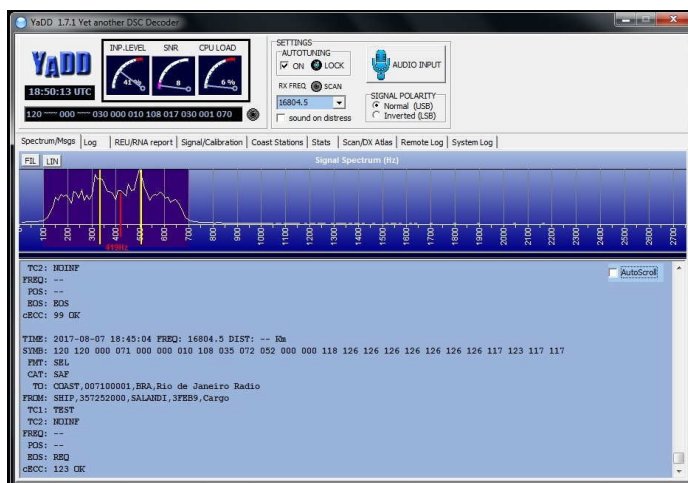 YaDD 1.7.1 Yet another DSC Decoder
YADD
18:50:13 UTC
INP.LEVEL
41 %
SNR
8
CPU LOAD
6 %
120 ~~~ 000 ~~~ 030 000 010 108 017 030 001 070
SETTINGS
AUTOTUNING
ON LOCK
RX FREQ SCAN
16804.5
sound on distress
AUDIO INPUT
SIGNAL POLARITY
Normal (USB)
Inverted (LSB)
Spectrum/Msgs Log REU/RNA report Signal/Calibration Coast Stations Stats Scan/DX Atlas Remote Log System Log
FIL LIN
Signal Spectrum (Hz)
0 100 200 300 400 500 600 700 800 900 1000 1100 1200 1300 1400 1500 1600 1700 1800 1900 2000 2100 2200 2300 2400 2500 2600 2700
419Hz
AutoScroll
TC2: NOINF
FREQ: --
POS: --
EOS: EOS
cECC: 99 OK
TIME: 2017-08-07 18:45:04 FREQ: 16804.5 DIST: -- Km
SYMB: 120 120 000 071 000 000 010 108 035 072 052 000 000 118 126 126 126 126 126 126 126 117 123 117 117
FMT: SEL
CAT: SAF
TO: COAST,007100001,BRA,Rio de Janeiro Radio
FROM: SHIP,357252000,SALANDI,3FEB9,Cargo
TC1: TEST
TC2: NOINF
FREQ: --
POS: --
EOS: REQ
cECC: 123 OK